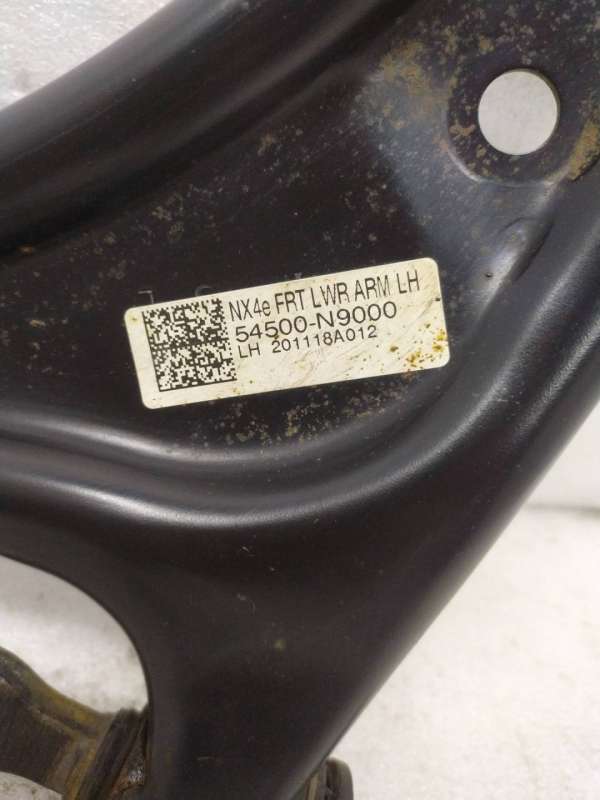 NX4e FRT LWR ARM LH
54500-N9000
LH 201118A012